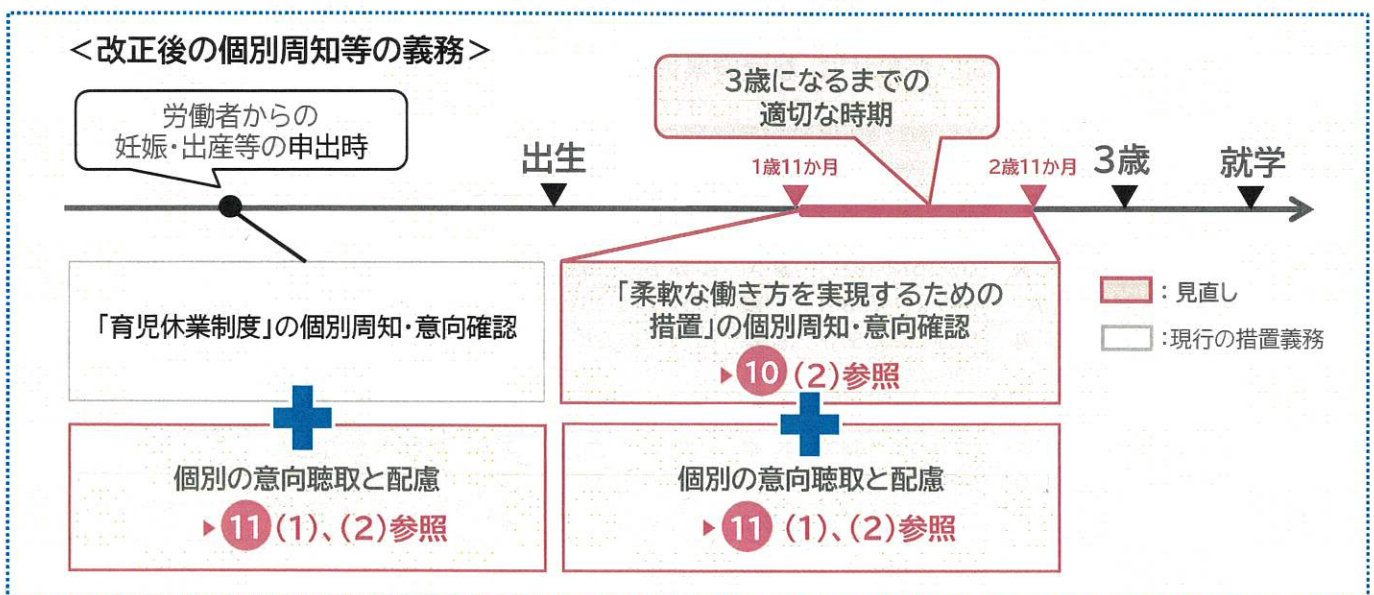 ＜改正後の個別周知等の義務＞
労働者からの
妊娠・出産等の申出時
3歳になるまでの
適切な時期
出生
1歳11か月
2歳11か月
3歳
就学
「育児休業制度」の個別周知・意向確認
「柔軟な働き方を実現するための
措置」の個別周知・意向確認
▶10（2）参照
：見直し
：現行の措置義務
個別の意向聴取と配慮
▶11（1）、（2）参照
個別の意向聴取と配慮
▶11（1）、（2）参照